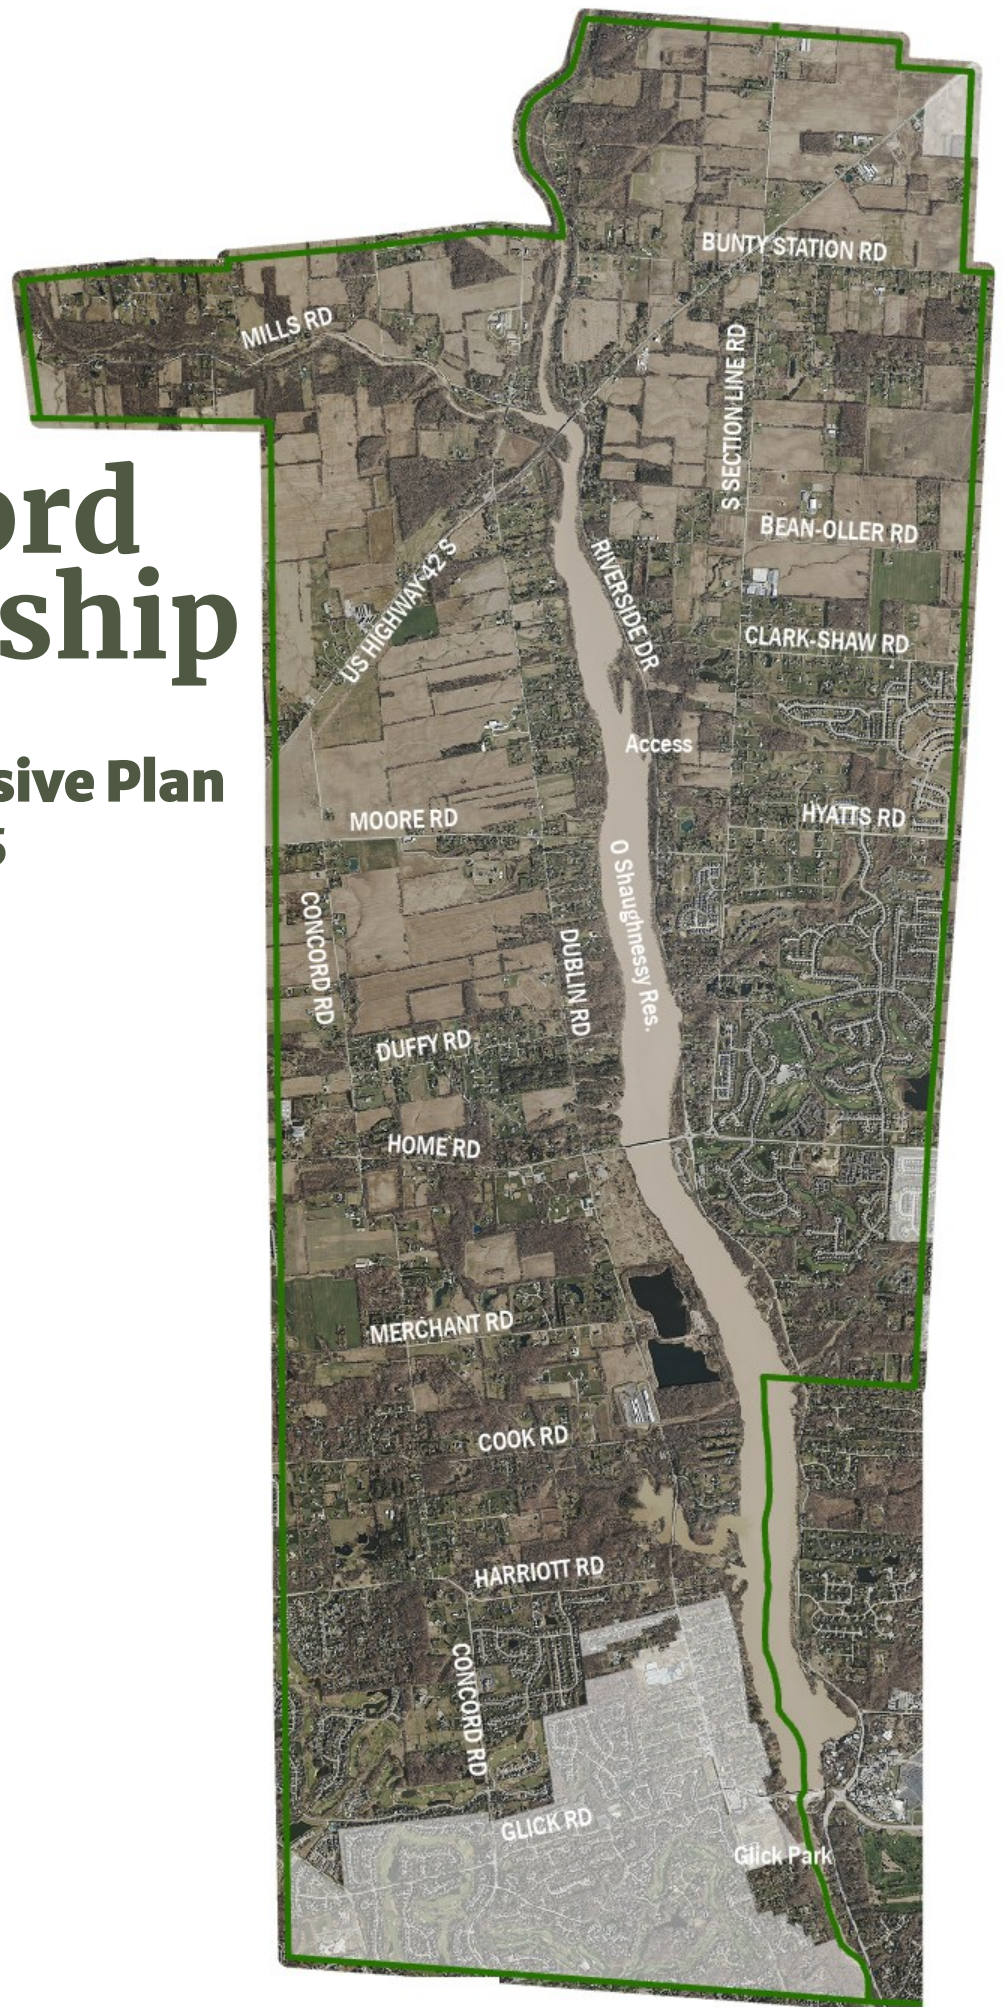 BUNTY STATION RD
MILLS RD
S SECTION LINE RD
ord
ship
BEAN-OLLER RD
US HIGHWAY 42 S
RIVERSIDE DR
CLARK-SHAW RD
Access
sive Plan
MOORE RD
HYATTS RD
O Shaughnessy Res.
CONCORD RD
DUBLIN RD
DUFFY RD
HOME RD
MERCHANT RD
COOK RD
HARRIOTT RD
CONCORD RD
GLICK RD
Glick Park